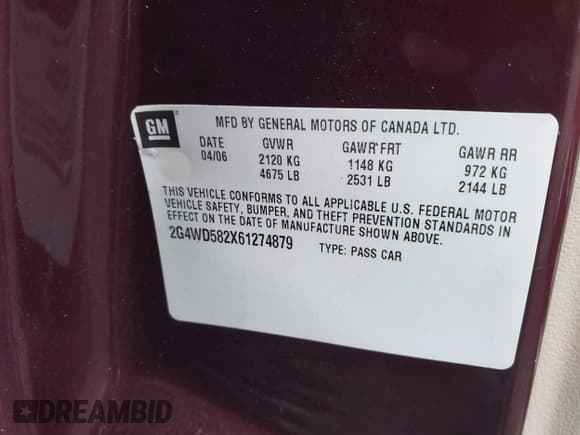 GM
MFD BY GENERAL MOTORS OF CANADA LTD.
DATE GVWR GAWR FRT GAWR RR
04/06 2120 KG 1148 KG 972 KG
4675 LB 2531 LB 2144 LB
THIS VEHICLE CONFORMS TO ALL APPLICABLE U.S. FEDERAL MOTOR
VEHICLE SAFETY, BUMPER, AND THEFT PREVENTION STANDARDS IN
EFFECT ON THE DATE OF MANUFACTURE SHOWN ABOVE.
2G4WD582X61274879 TYPE: PASS CAR
DREAMBID